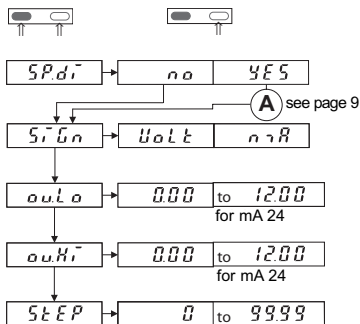 SP.di no YES
A see page 9
SiGn VoLt mA
ou.Lo 0.00 to 12.00
for mA 24
ou.Hi 0.00 to 12.00
for mA 24
StEP 0 to 99.99